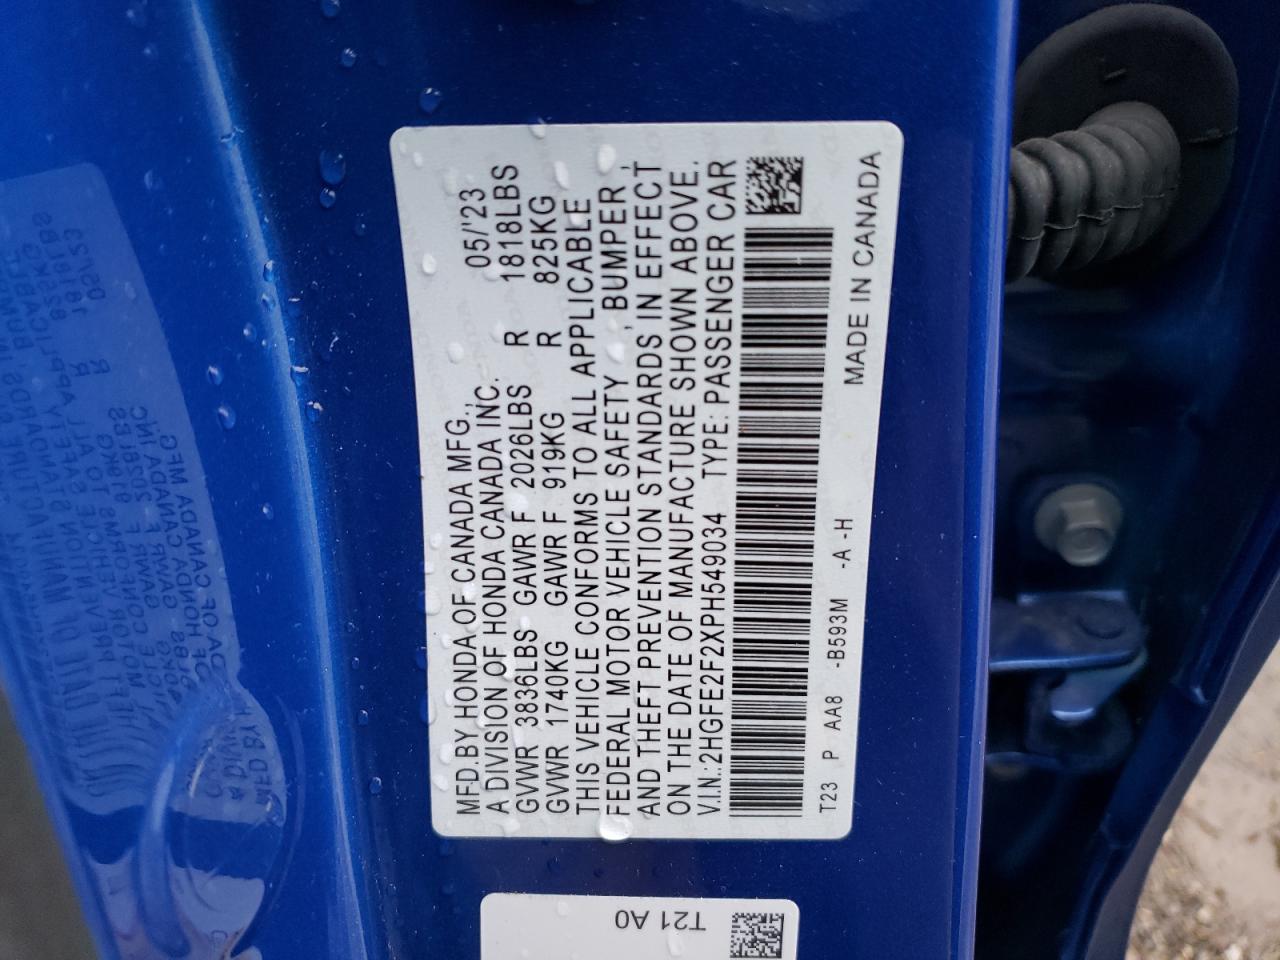 MFD.BY HONDA OF CANADA MFG., 05/'23
A DIVISION OF HONDA CANADA INC.
GVWR 3836LBS GAWR F 2026LBS R 1818LBS
GVWR 1740KG GAWR F 919KG R 825KG
THIS VEHICLE CONFORMS TO ALL APPLICABLE
FEDERAL MOTOR VEHICLE SAFETY , BUMPER ,
AND THEFT PREVENTION STANDARDS, IN EFFECT
ON THE DATE OF MANUFACTURE SHOWN ABOVE.
V.I.N.:2HGFE2F2XPH549034 TYPE: PASSENGER CAR
T23 P AA8 -B593M -A -H
MADE IN CANADA
T21 A0